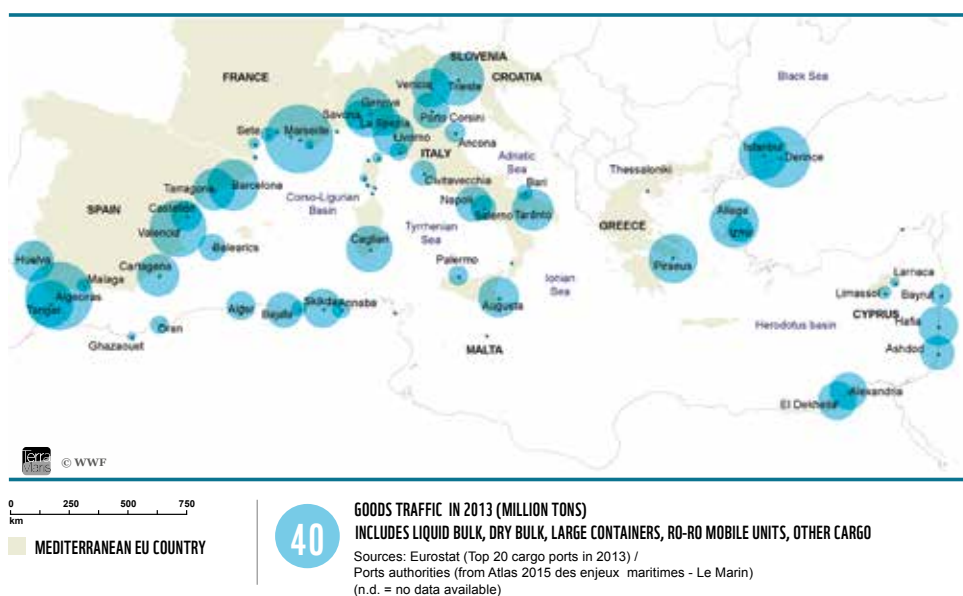 SLOVENIA
FRANCE
CROATIA
Black Sea
Venice
Trieste
Genova
Savona
La Spezia
Porto Corsini
Sete
Marseille
Livorno
Ancona
ITALY
Istanbul
Derince
Adriatic
Sea
Thessaloniki
Civitavecchia
Bari
Tarragona
Barcelona
Corso-Ligurian
Basin
Napoli
Salerno
Taranto
SPAIN
Castellon
Valencia
Aliaga
Izmir
GREECE
Tyrrhenian
Sea
Balearics
Cagliari
Huelva
Cartagena
Palermo
Piraeus
Malaga
Ionian
Sea
Larnaca
Algeciras
Tanger
Limassol
Bayrut
Alger
Bejaia
Skikda
Annaba
Augusta
CYPRUS
Haifa
Oran
Herodotus basin
Ghazaouet
MALTA
Ashdod
Alexandria
El Dekheila
Terra
Maris
© WWF
0 250 500 750
km
MEDITERRANEAN EU COUNTRY
40
GOODS TRAFFIC IN 2013 (MILLION TONS)
INCLUDES LIQUID BULK, DRY BULK, LARGE CONTAINERS, RO-RO MOBILE UNITS, OTHER CARGO
Sources: Eurostat (Top 20 cargo ports in 2013) /
Ports authorities (from Atlas 2015 des enjeux maritimes - Le Marin)
(n.d. = no data available)